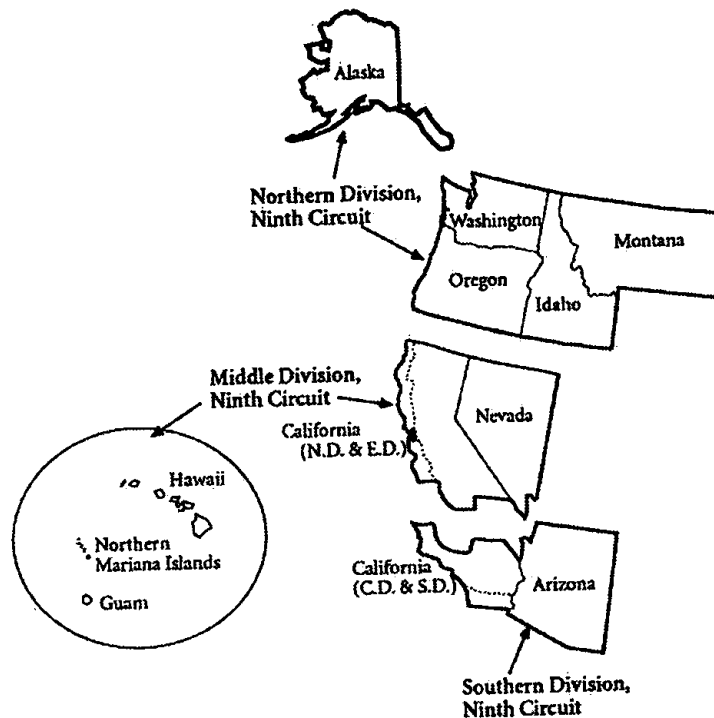 Alaska
Northern Division,
Ninth Circuit
Washington
Montana
Oregon
Idaho
Middle Division,
Ninth Circuit
California
(N.D. & E.D.)
Nevada
Hawaii
Northern
Mariana Islands
Guam
California
(C.D. & S.D.)
Arizona
Southern Division,
Ninth Circuit